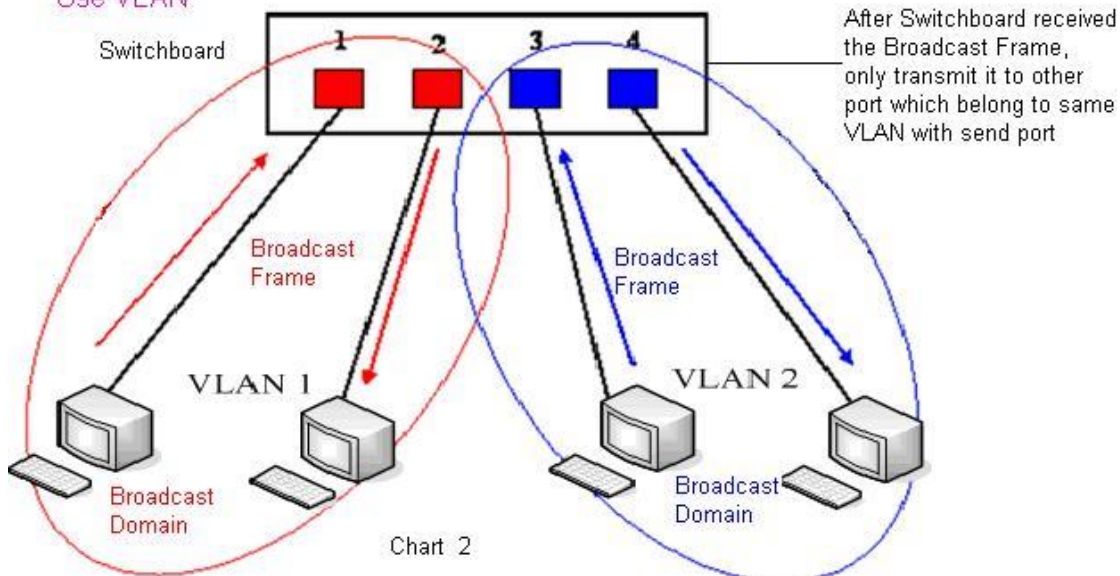 Use VLAN
Switchboard
1 2 3 4
After Switchboard received
the Broadcast Frame,
only transmit it to other
port which belong to same
VLAN with send port
Broadcast
Frame
Broadcast
Frame
VLAN 1
VLAN 2
Broadcast
Domain
Broadcast
Domain
Chart 2